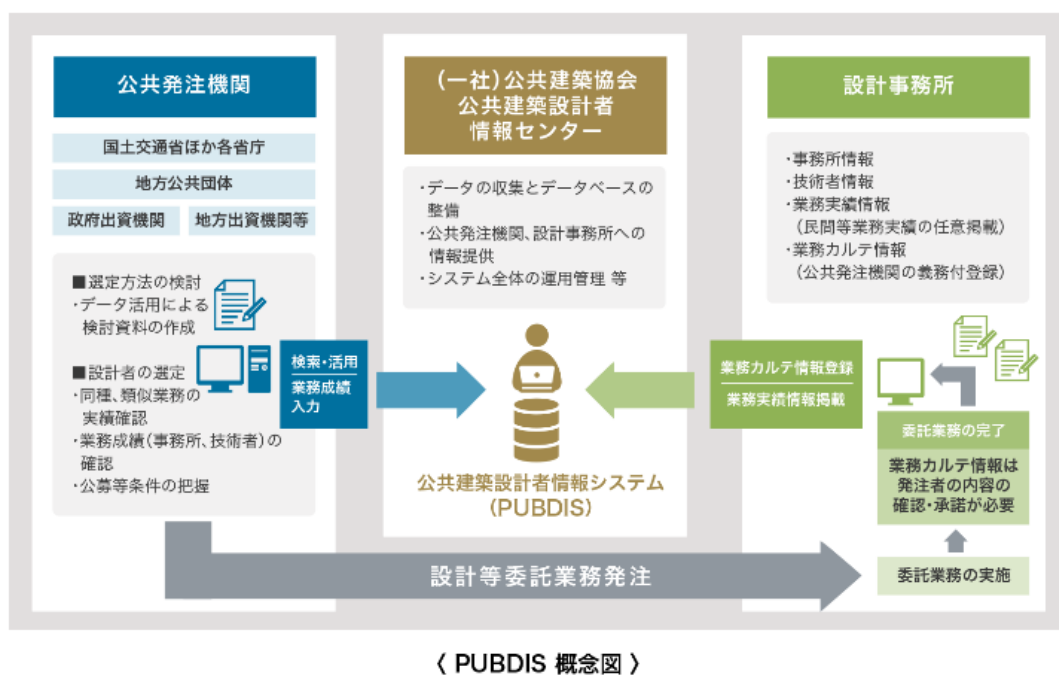 公共発注機関
国土交通省ほか各省庁
地方公共団体
政府出資機関
地方出資機関等
■選定方法の検討
・データ活用による
検討資料の作成
■設計者の選定
・同種、類似業務の
実績確認
・業務成績(事務所、技術者)の
確認
・公募等条件の把握
検索・活用
業務成績
入力
(一社)公共建築協会
公共建築設計者
情報センター
・データの収集とデータベースの
整備
・公共発注機関、設計事務所への
情報提供
・システム全体の運用管理 等
公共建築設計者情報システム
(PUBDIS)
設計事務所
・事務所情報
・技術者情報
・業務実績情報
(民間等業務実績の任意掲載)
・業務カルテ情報
(公共発注機関の義務付登録)
業務カルテ情報登録
業務実績情報掲載
委託業務の完了
業務カルテ情報は
発注者の内容の
確認・承諾が必要
委託業務の実施
設計等委託業務発注
〈 PUBDIS 概念図 〉